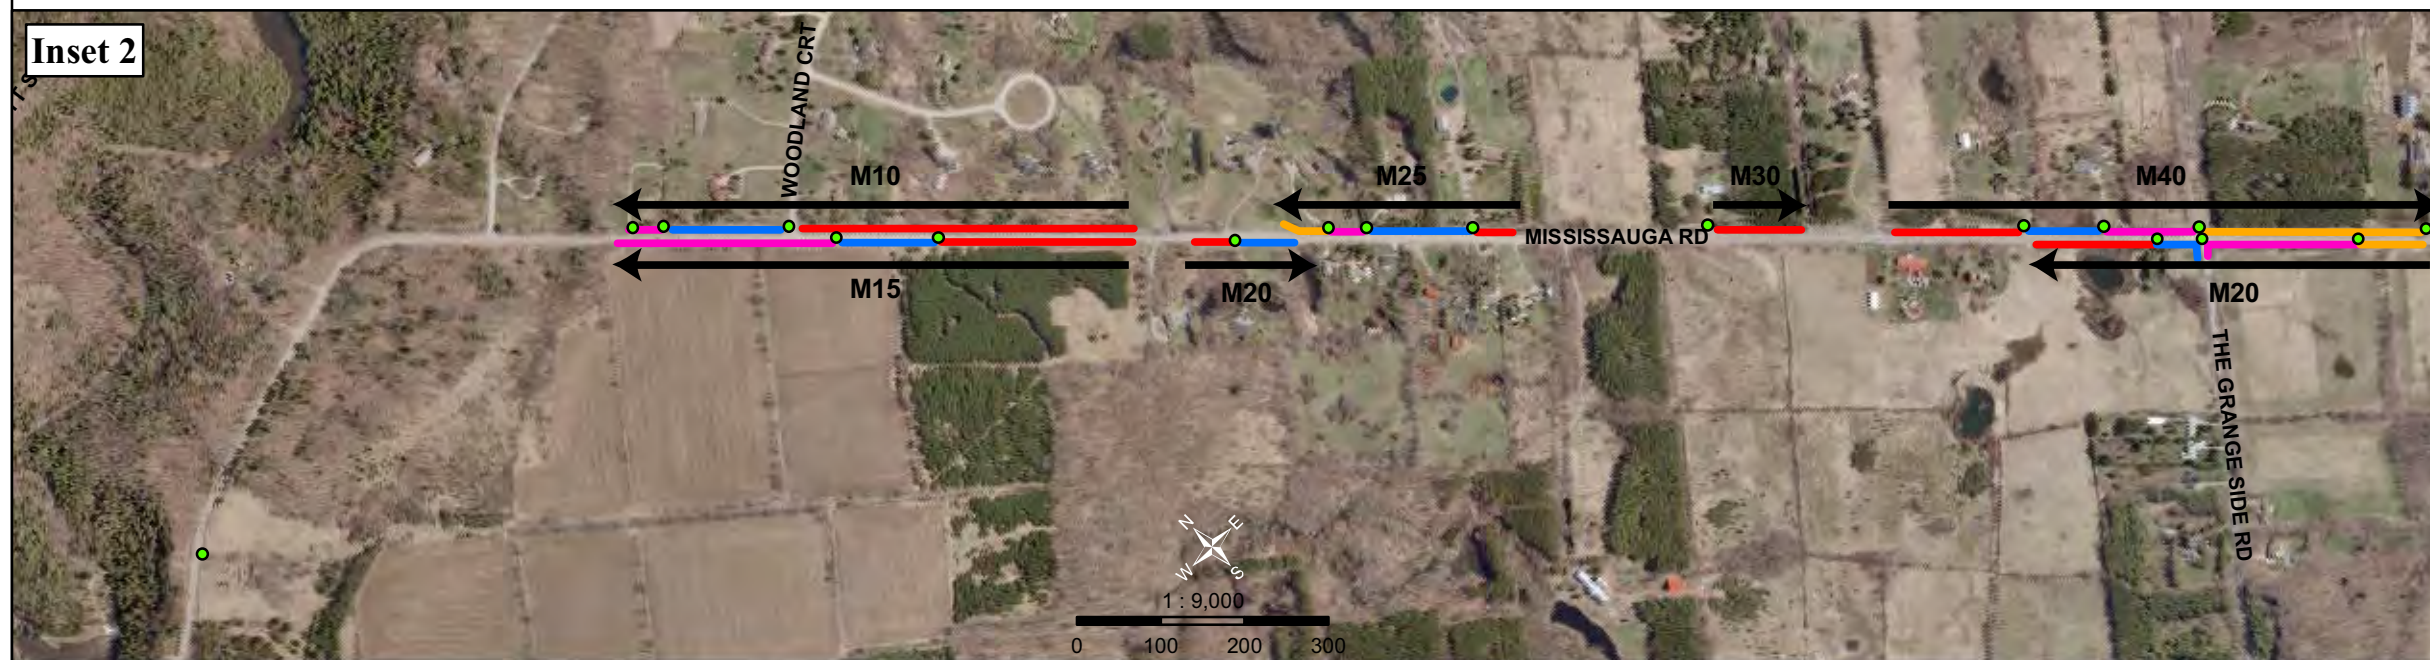 Inset 2
WOODLAND CRT
M10
M25
M30
M40
MISSISSAUGA RD
M15
M20
M20
THE GRANGE SIDE RD
N
E
W
S
1 : 9,000
0 100 200 300